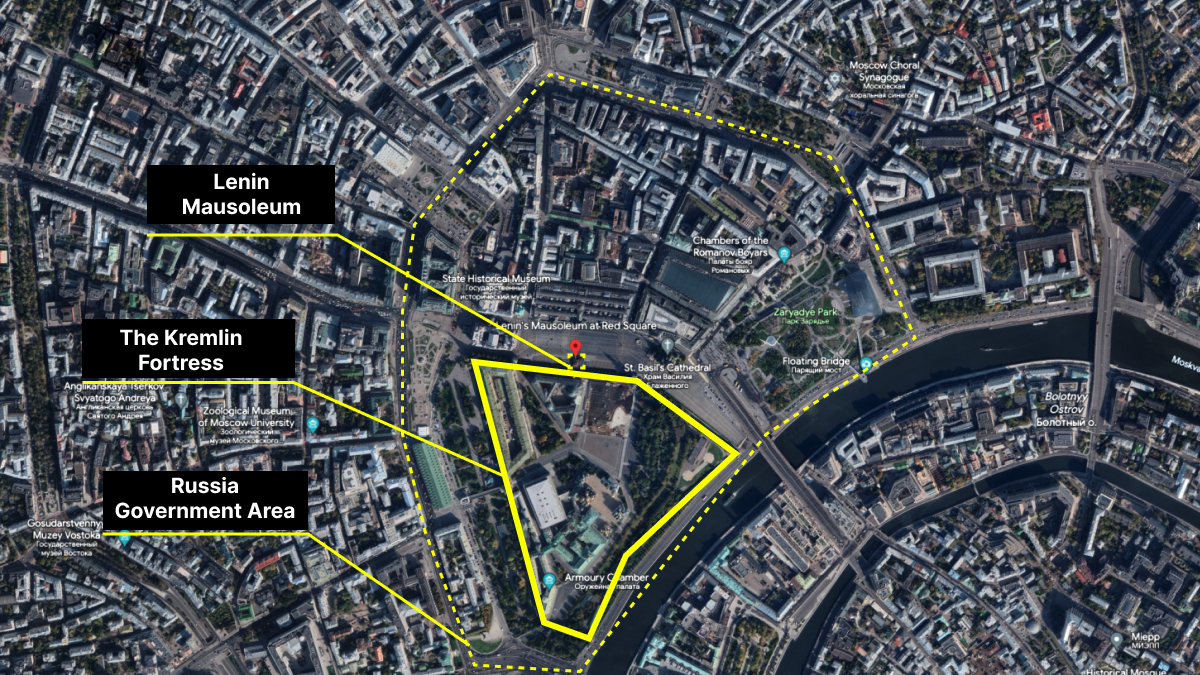 Moscow Choral
Synagogue
Московская
хоральная синагога
Lenin
Mausoleum
Chambers of the
Romanov Boyars
Палаты бояр
Романовых
State Historical Museum
Государственный
исторический музей
Zaryadye Park
Парк Зарядье
Lenin's Mausoleum at Red Square
The Kremlin
Fortress
St. Basil's Cathedral
Храм Василия
Блаженного
Floating Bridge
Парящий мост
Moskva
Anglikanskaya Tserkov
Svyatogo Andreya
Англиканская церковь
Святого Андрея
Zoological Museum
of Moscow University
Зоологический
музей Московского
Bolotnyy
Ostrov
Болотный о.
Russia
Government Area
Gosudarstvennyy
Muzey Vostoka
Государственный
музей Востока
Armoury Chamber
Оружейная палата
Miepp
МИЭПП
Historical Mosque